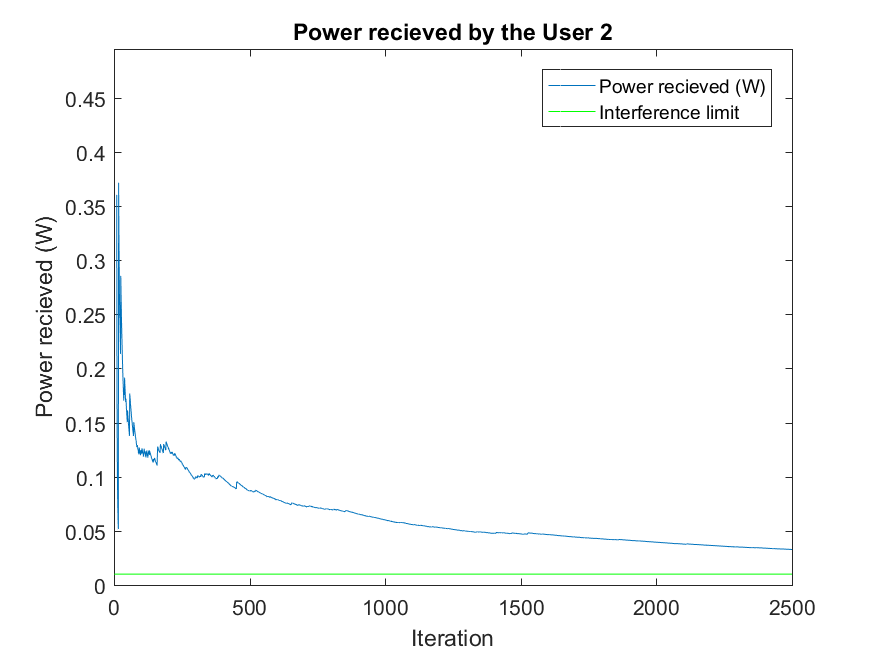 Power recieved by the User 2
Power recieved (W)
Interference limit
Power recieved (W)
0.45
0.4
0.35
0.3
0.25
0.2
0.15
0.1
0.05
0
0 500 1000 1500 2000 2500
Iteration